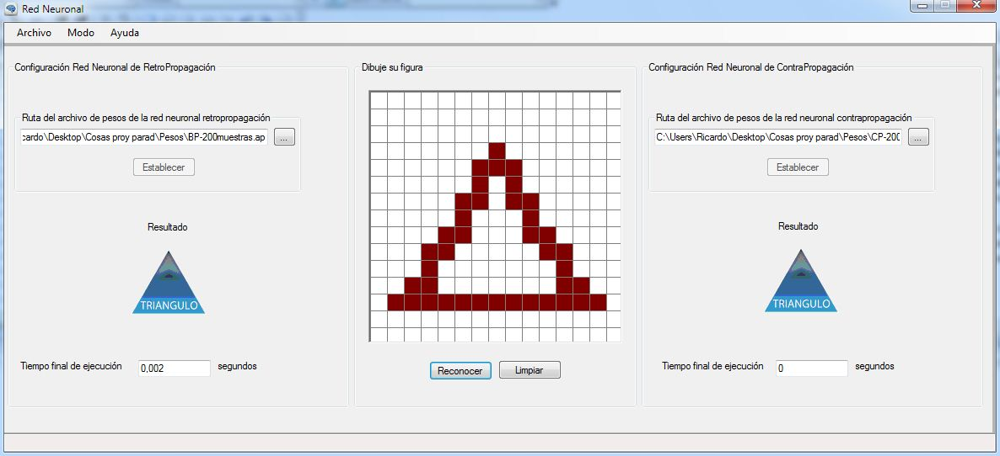 Red Neuronal
Archivo Modo Ayuda
Configuración Red Neuronal de RetroPropagación
Ruta del archivo de pesos de la red neuronal retropropagación
cardo\Desktop\Cosas proy parad\Pesos\BP-200muestras.ap
...
Establecer
Resultado
TRIANGULO
Tiempo final de ejecución 0,002 segundos
Dibuje su figura
Reconocer Limpiar
Configuración Red Neuronal de ContraPropagación
Ruta del archivo de pesos de la red neuronal contrapropagación
C:\Users\Ricardo\Desktop\Cosas proy parad\Pesos\CP-200
...
Establecer
Resultado
TRIANGULO
Tiempo final de ejecución 0 segundos